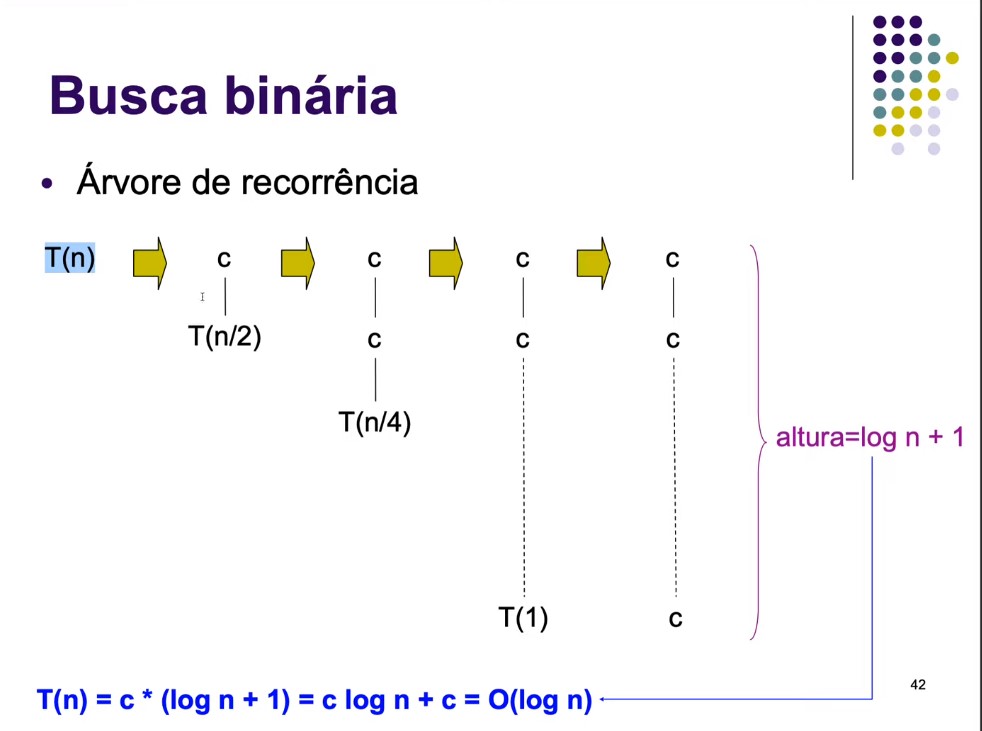 Busca binária
• Árvore de recorrência
T(n) c c c c
T(n/2) c c c
T(n/4)
altura=log n + 1
T(1) c
T(n) = c * (log n + 1) = c log n + c = O(log n)
42